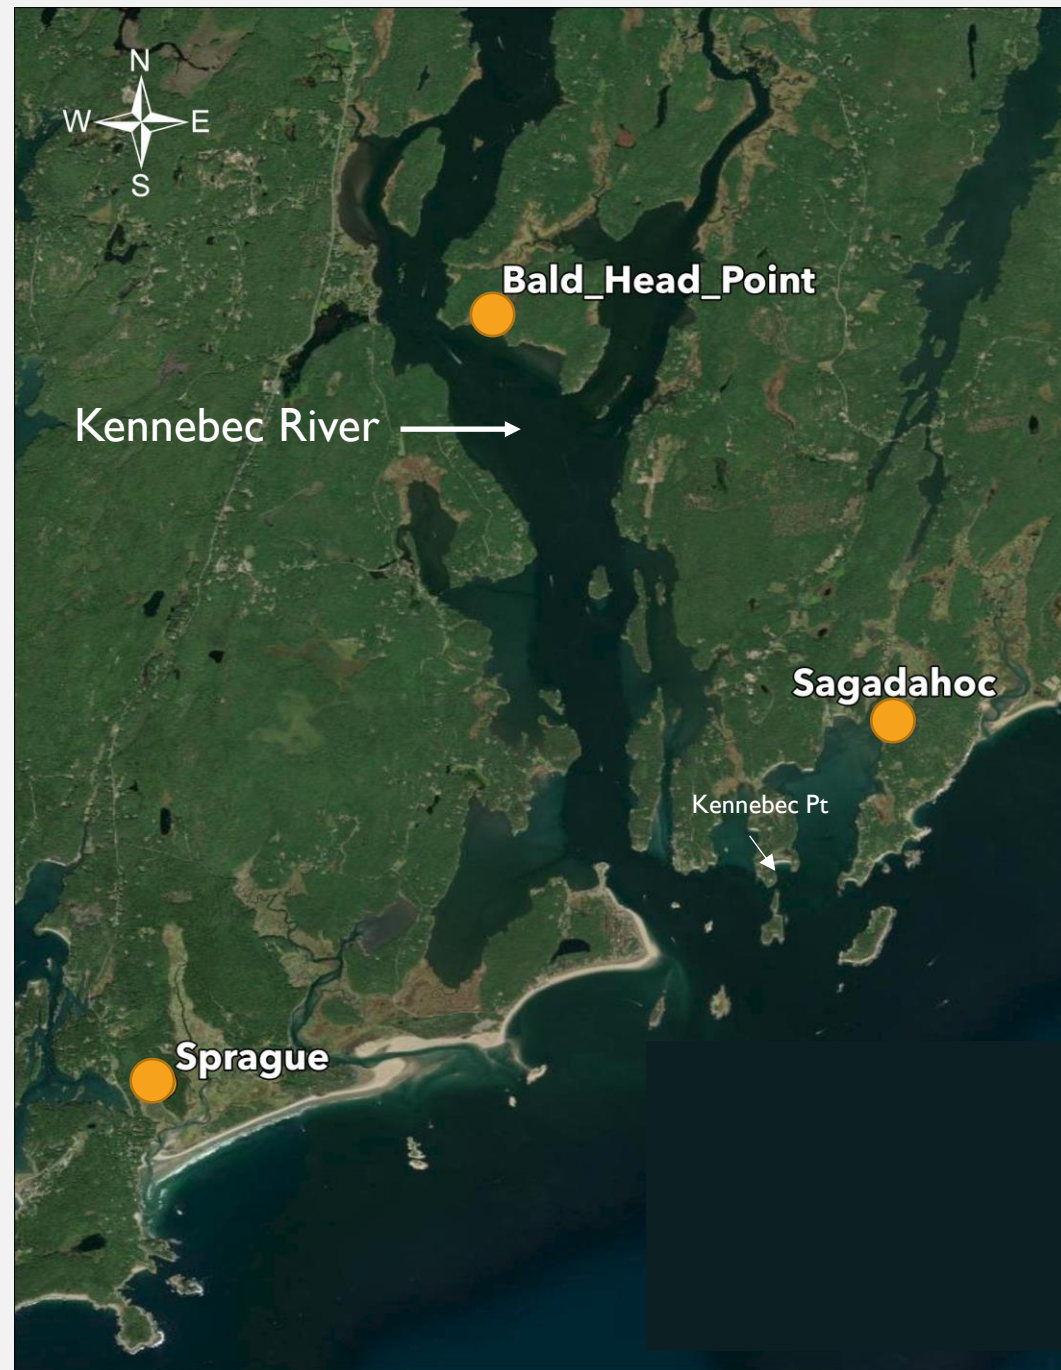 N
W E
S
Bald_Head_Point
Kennebec River
Sagadahoc
Kennebec Pt
Sprague